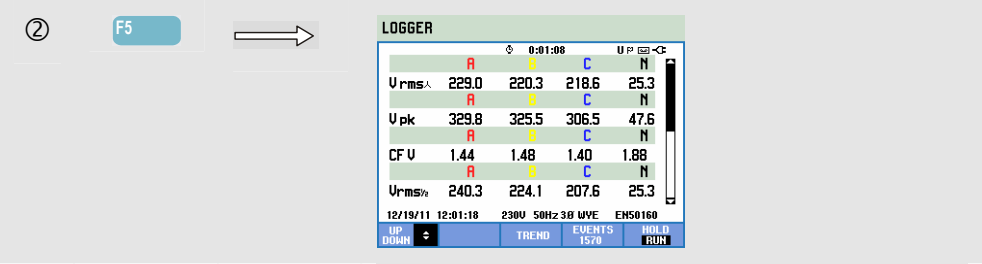 ② F5
LOGGER
0:01:08 U
A B C N
Vrms⅄ 229.0 220.3 218.6 25.3
A B C N
V pk 329.8 325.5 306.5 47.6
A B C N
CF V 1.44 1.48 1.40 1.88
A B C N
Vrms½ 240.3 224.1 207.6 25.3
12/19/11 12:01:18 230V 50Hz 3Ø WYE EN50160
UP DOWN TREND EVENTS 1570 HOLD RUN